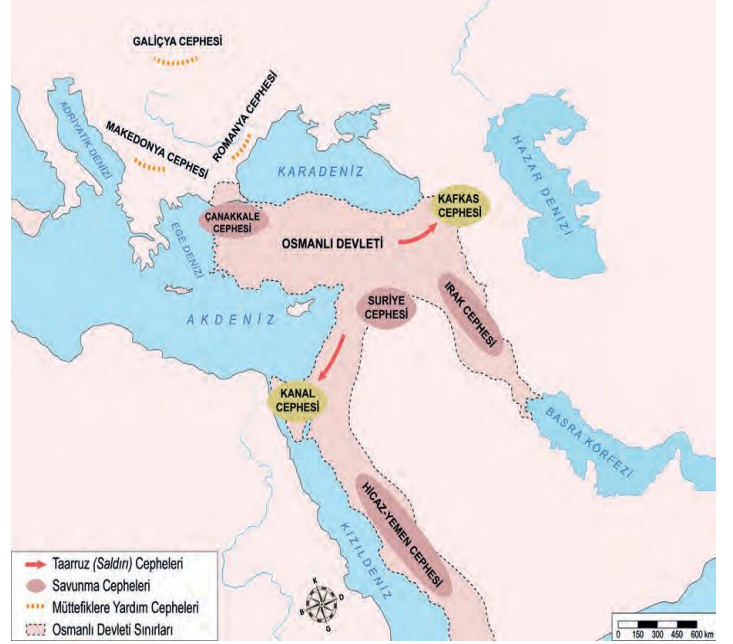 GALİÇYA CEPHESİ
ADRİYATİK DENİZİ
MAKEDONYA CEPHESİ
ROMANYA CEPHESİ
KARADENİZ
HAZAR DENİZİ
ÇANAKKALE
CEPHESİ
KAFKAS
CEPHESİ
EGE DENİZİ
OSMANLI DEVLETİ
AKDENİZ
SURİYE
CEPHESİ
IRAK CEPHESİ
KANAL
CEPHESİ
BASRA KÖRFEZİ
HİCAZ-YEMEN CEPHESİ
KIZILDENİZ
Taarruz (Saldırı) Cepheleri
Savunma Cepheleri
Müttefiklere Yardım Cepheleri
Osmanlı Devleti Sınırları
K
D
B
G
0 150 300 450 600 km